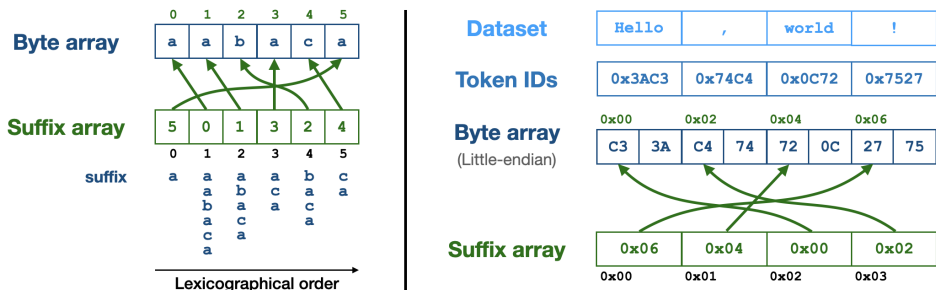 0 1 2 3 4 5
Byte array a a b a c a
Suffix array 5 0 1 3 2 4
0 1 2 3 4 5
suffix a a a a b c
a b c a a
b a a c
a c a
c a
a
Lexicographical order
Dataset Hello , world !
Token IDs 0x3AC3 0x74C4 0x0C72 0x7527
0x00 0x02 0x04 0x06
Byte array C3 3A C4 74 72 0C 27 75
(Little-endian)
Suffix array 0x06 0x04 0x00 0x02
0x00 0x01 0x02 0x03